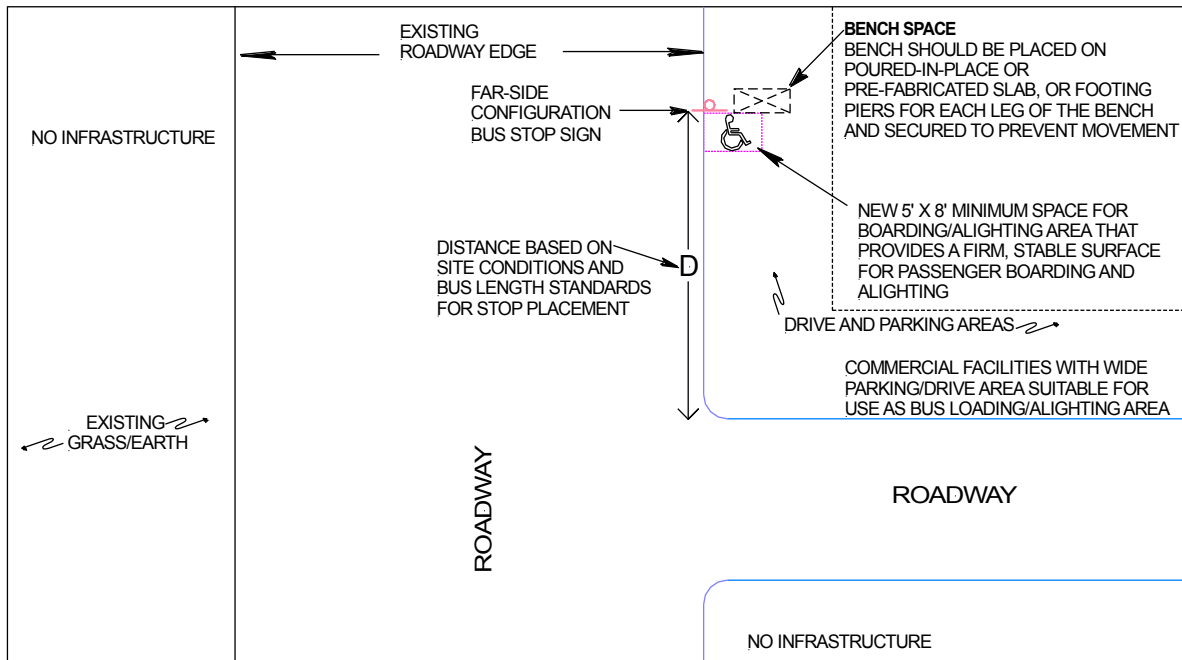 EXISTING
ROADWAY EDGE
BENCH SPACE
BENCH SHOULD BE PLACED ON
POURED-IN-PLACE OR
PRE-FABRICATED SLAB, OR FOOTING
PIERS FOR EACH LEG OF THE BENCH
AND SECURED TO PREVENT MOVEMENT
FAR-SIDE
CONFIGURATION
BUS STOP SIGN
NO INFRASTRUCTURE
NEW 5' X 8' MINIMUM SPACE FOR
BOARDING/ALIGHTING AREA THAT
PROVIDES A FIRM, STABLE SURFACE
FOR PASSENGER BOARDING AND
ALIGHTING
DISTANCE BASED ON
SITE CONDITIONS AND
BUS LENGTH STANDARDS
FOR STOP PLACEMENT
D
DRIVE AND PARKING AREAS
COMMERCIAL FACILITIES WITH WIDE
PARKING/DRIVE AREA SUITABLE FOR
USE AS BUS LOADING/ALIGHTING AREA
EXISTING
GRASS/EARTH
ROADWAY
ROADWAY
NO INFRASTRUCTURE